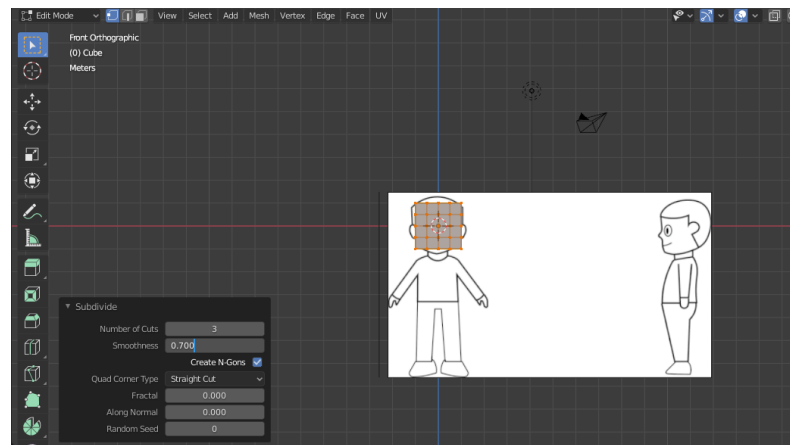 Edit Mode View Select Add Mesh Vertex Edge Face UV
Front Orthographic
(0) Cube
Meters
Subdivide
Number of Cuts 3
Smoothness 0.700
Create N-Gons
Quad Corner Type Straight Cut
Fractal 0.000
Along Normal 0.000
Random Seed 0